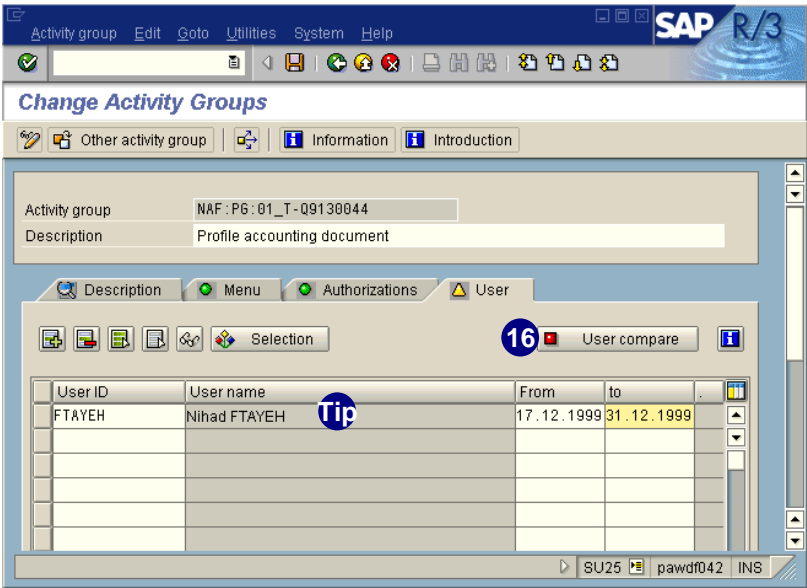 Activity group Edit Goto Utilities System Help
SAP R/3
Change Activity Groups
Other activity group Information Introduction
Activity group NAF:PG:01_T-Q9130044
Description Profile accounting document
Description Menu Authorizations User
Selection 16 User compare
User ID User name From to .
FTAYEH Nihad FTAYEH Tip 17.12.1999 31.12.1999
SU25 pawdf042 INS